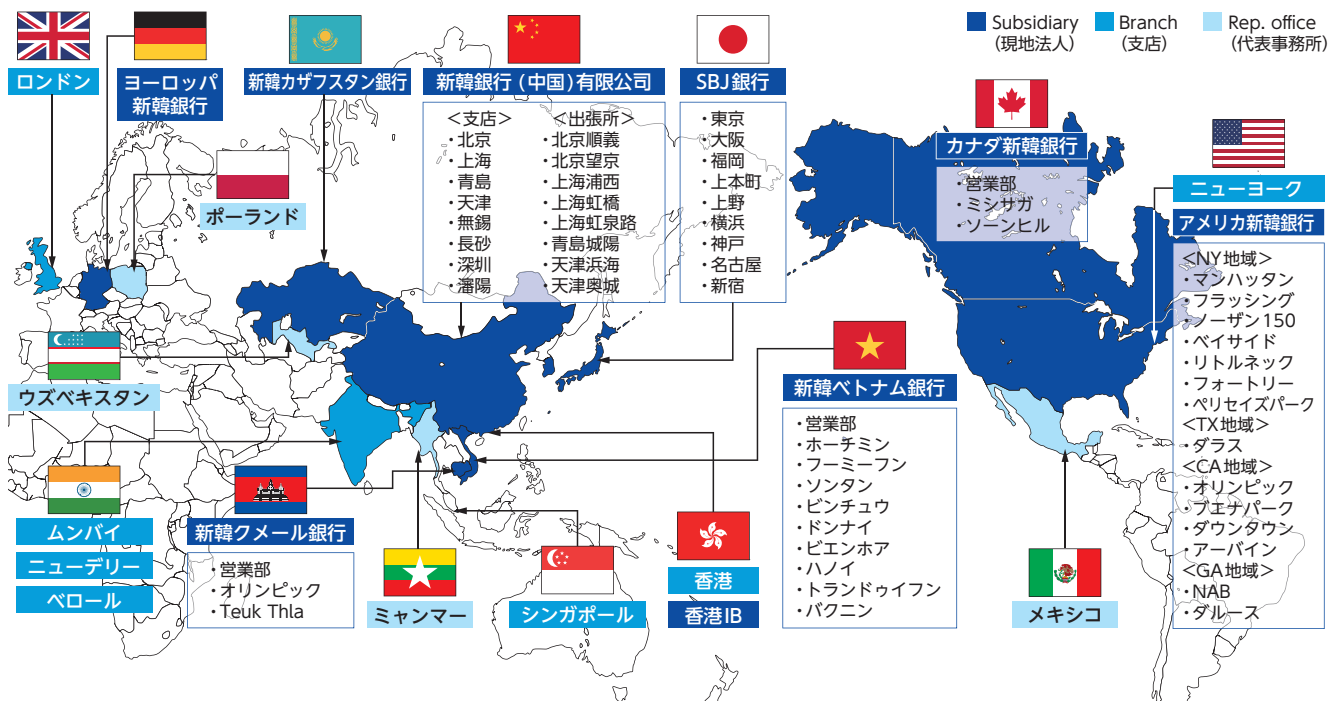 Subsidiary
(現地法人)
Branch
(支店)
Rep. office
(代表事務所)
ロンドン
ヨーロッパ
新韓銀行
新韓カザフスタン銀行
新韓銀行（中国）有限公司
<支店>
・北京
・上海
・青島
・天津
・無錫
・長砂
・深圳
・瀋陽
<出張所>
・北京順義
・北京望京
・上海浦西
・上海虹橋
・上海虹泉路
・青島城陽
・天津浜海
・天津奥城
SBJ銀行
・東京
・大阪
・福岡
・上本町
・上野
・横浜
・神戸
・名古屋
・新宿
カナダ新韓銀行
・営業部
・ミシサガ
・ソーンヒル
ニューヨーク
アメリカ新韓銀行
<NY地域>
・マンハッタン
・フラッシング
・ノーザン150
・ベイサイド
・リトルネック
・フォートリー
・ペリセイズパーク
<TX地域>
・ダラス
<CA地域>
・オリンピック
・ブエナパーク
・ダウンタウン
・アーバイン
<GA地域>
・NAB
・ダルース
ポーランド
ウズベキスタン
新韓ベトナム銀行
・営業部
・ホーチミン
・フーミーフン
・ソンタン
・ビンチュウ
・ドンナイ
・ビエンホア
・ハノイ
・トランドゥイフン
・バクニン
ムンバイ
ニューデリー
ベロール
新韓クメール銀行
・営業部
・オリンピック
・Teuk Thla
ミャンマー
シンガポール
香港
香港IB
メキシコ